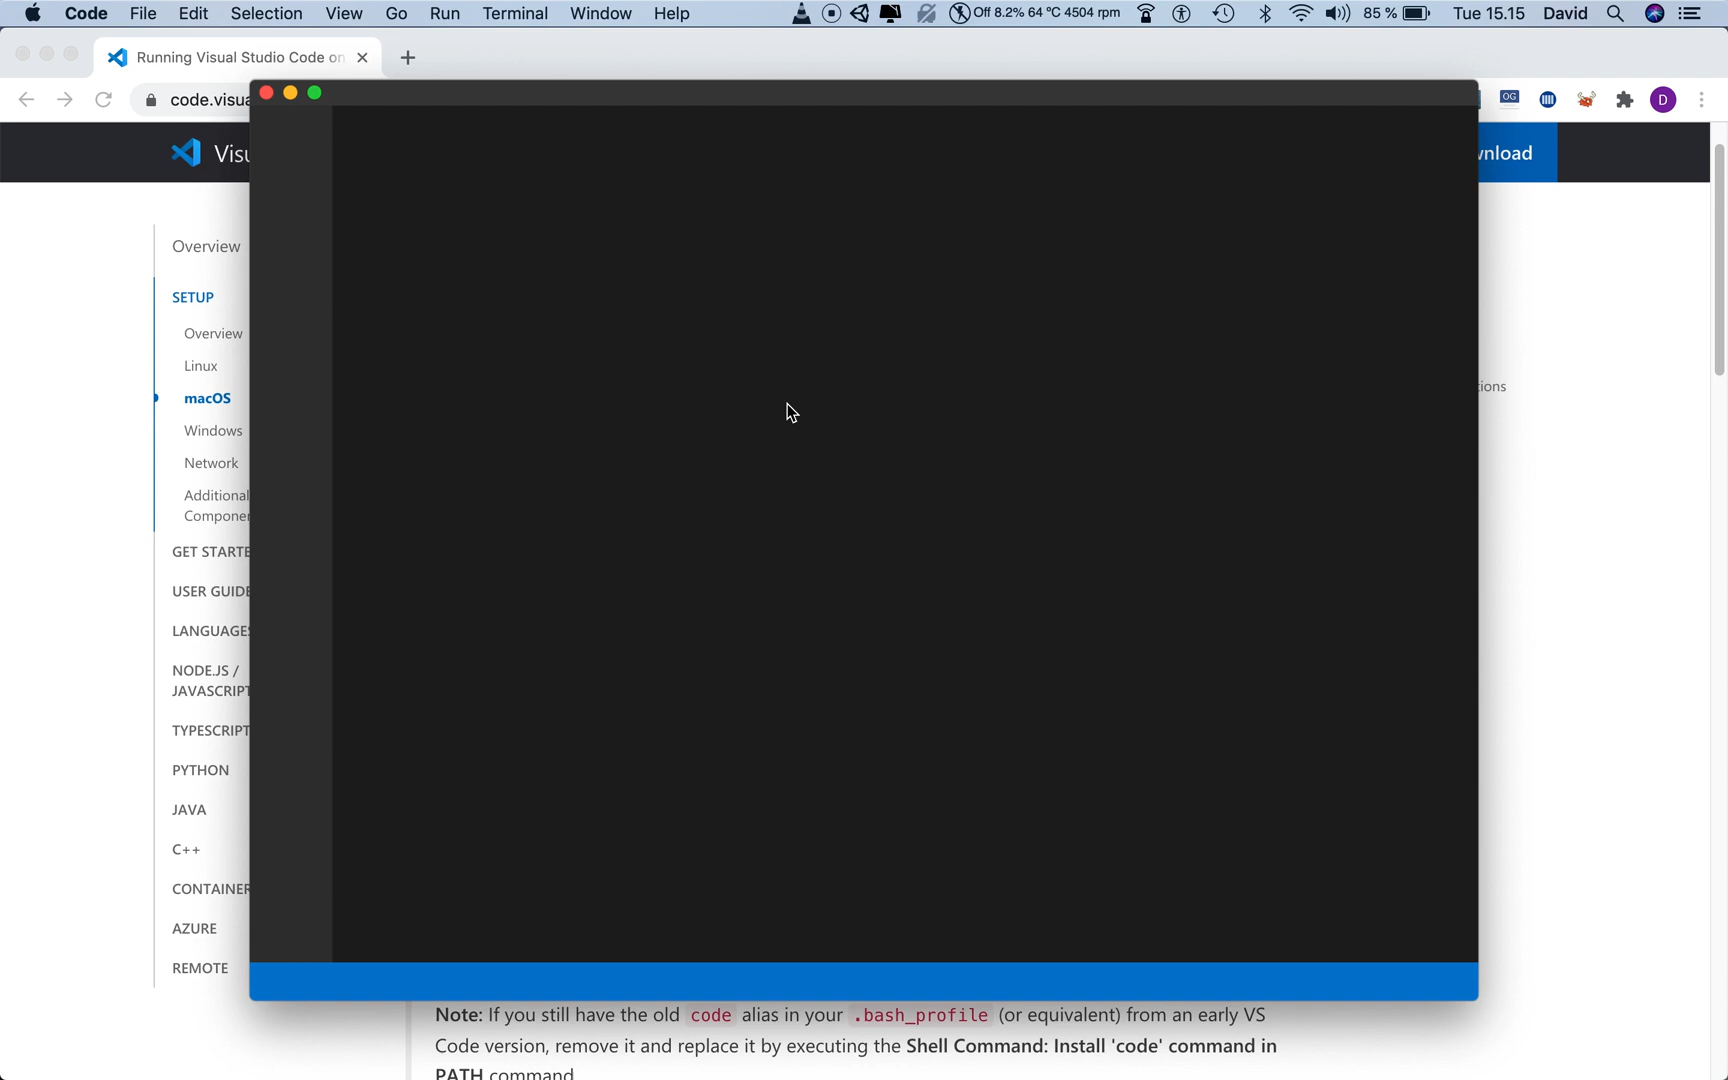 Code File Edit Selection View Go Run Terminal Window Help Off 8.2% 64 °C 4504 rpm 85 % Tue 15.15 David
Running Visual Studio Code on
code.visua
OG
D
Visu
wnload
Overview
SETUP
Overview
Linux
macOS
Windows
Network
Additional
Componen
GET STARTE
USER GUIDE
LANGUAGES
NODE.JS /
JAVASCRIPT
TYPESCRIPT
PYTHON
JAVA
C++
CONTAINER
AZURE
REMOTE
tions
Note: If you still have the old code alias in your .bash_profile (or equivalent) from an early VS
Code version, remove it and replace it by executing the Shell Command: Install 'code' command in
PATH command